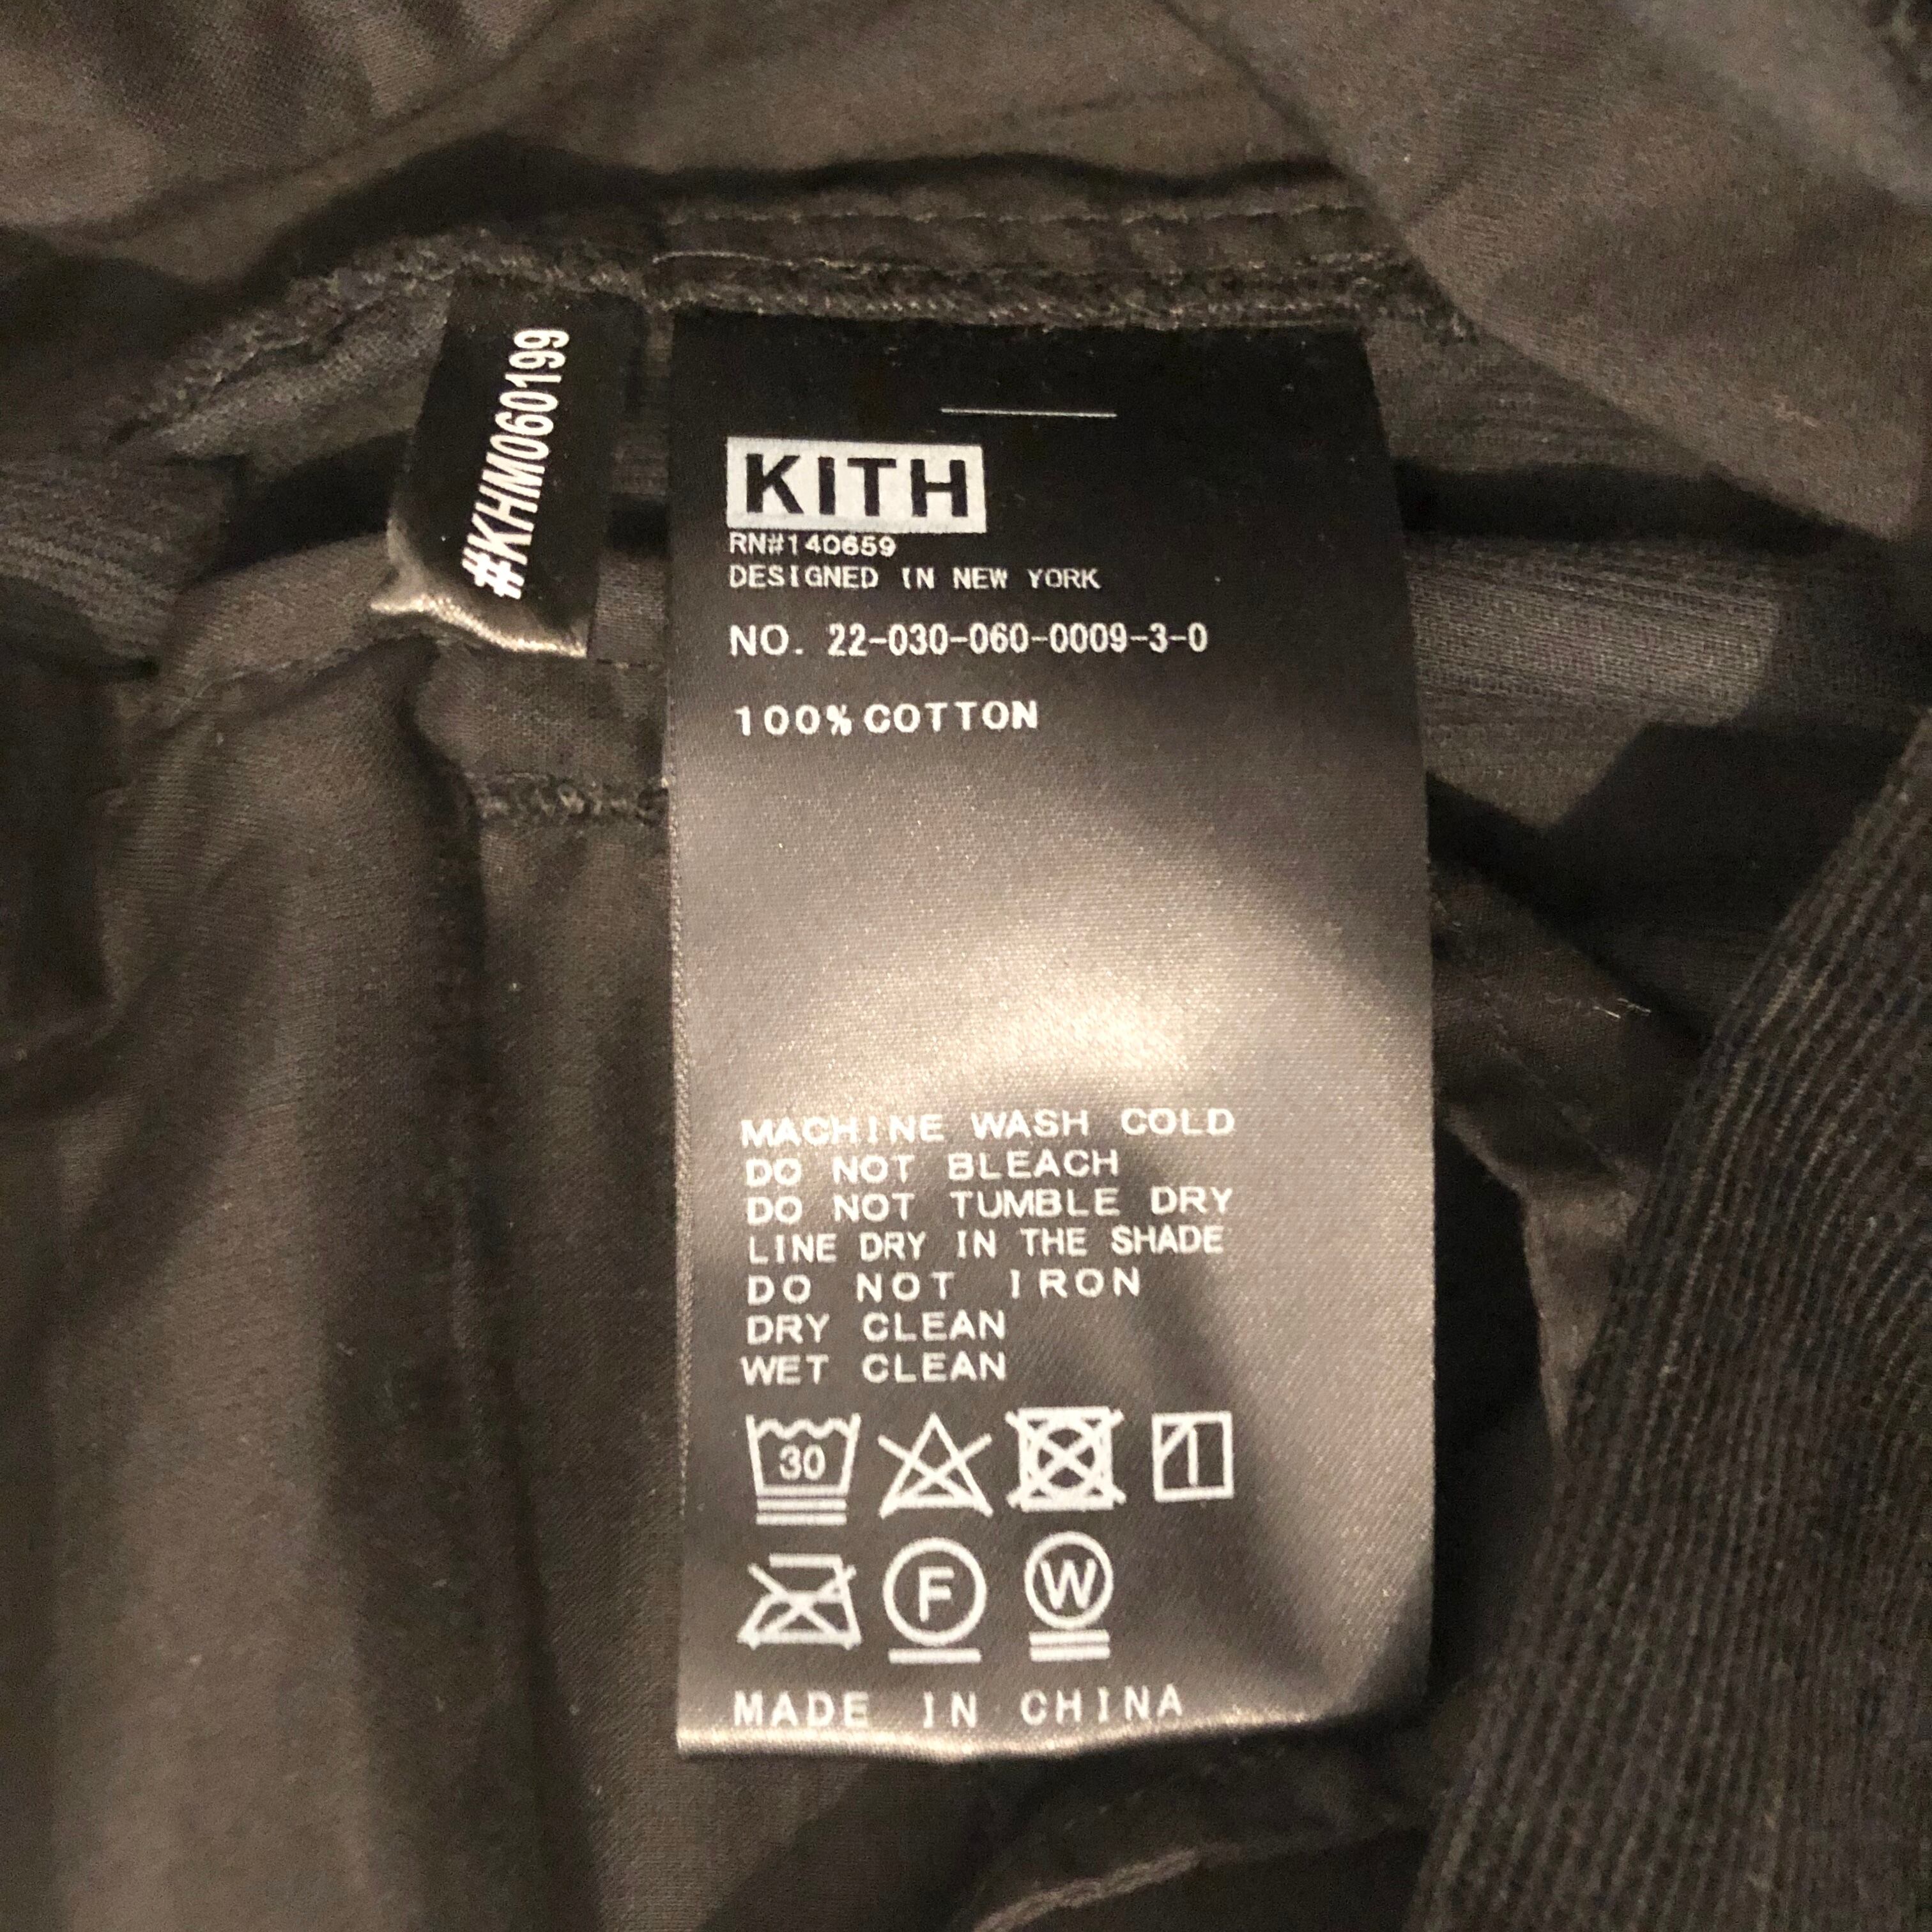 #KHM060199
KITH
RN#140659
DESIGNED IN NEW YORK
NO. 22-030-060-0009-3-0
100% COTTON
MACHINE WASH COLD
DO NOT BLEACH
DO NOT TUMBLE DRY
LINE DRY IN THE SHADE
DO NOT IRON
DRY CLEAN
WET CLEAN
30
F W
MADE IN CHINA